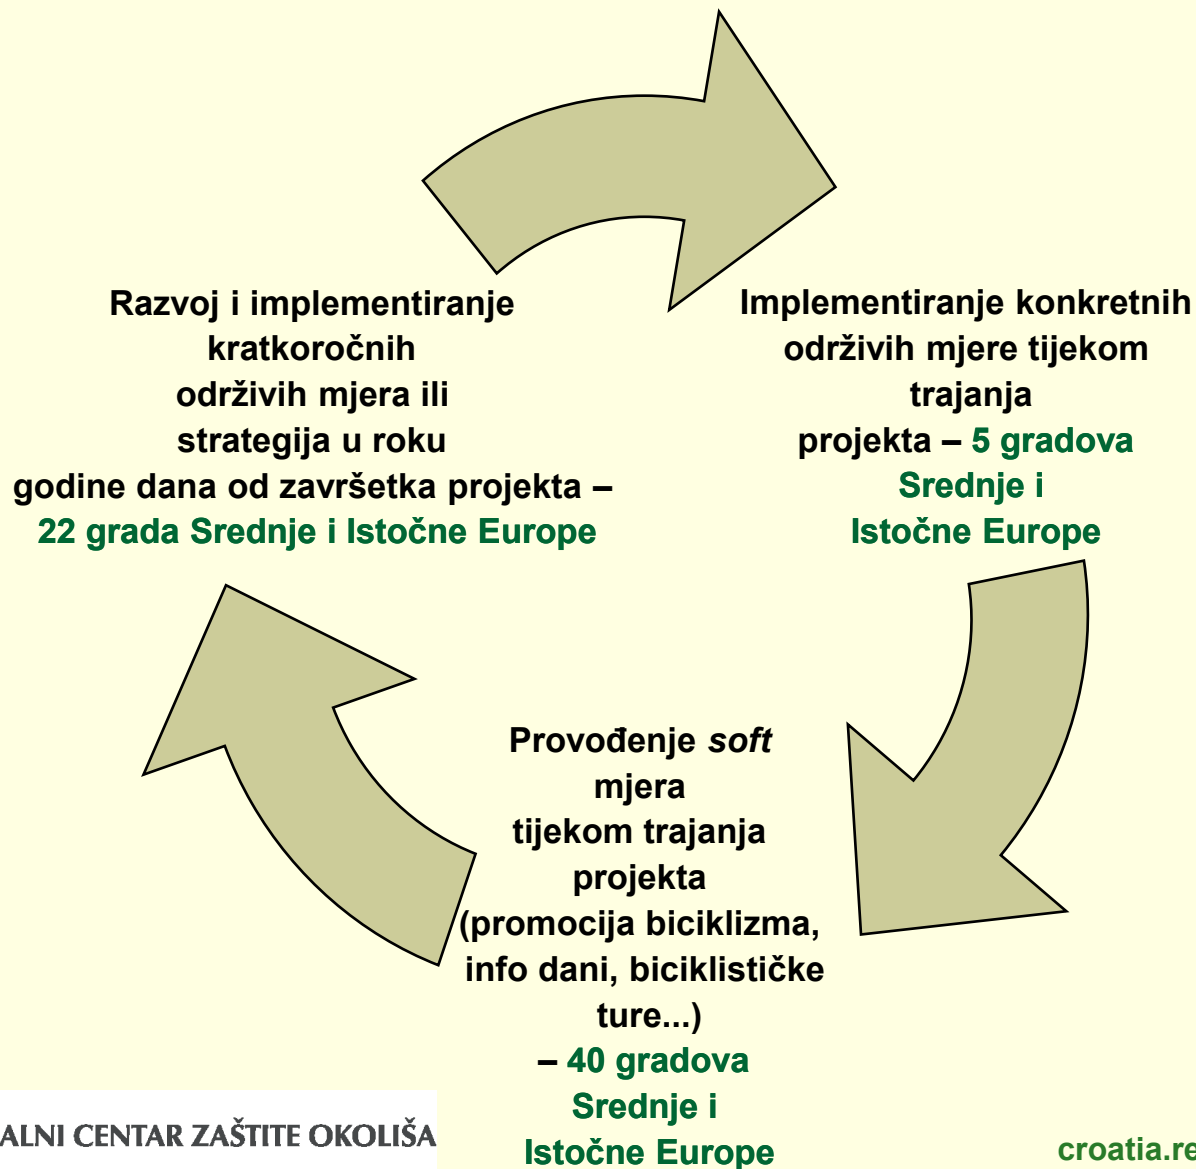 Razvoj i implementiranje
kratkoročnih
održivih mjera ili
strategija u roku
godine dana od završetka projekta –
22 grada Srednje i Istočne Europe
Implementiranje konkretnih
održivih mjere tijekom
trajanja
projekta – 5 gradova
Srednje i
Istočne Europe
Provođenje soft
mjera
tijekom trajanja
projekta
(promocija biciklizma,
info dani, biciklističke
ture...)
– 40 gradova
Srednje i
Istočne Europe
ALNI CENTAR ZAŠTITE OKOLIŠA
croatia.re